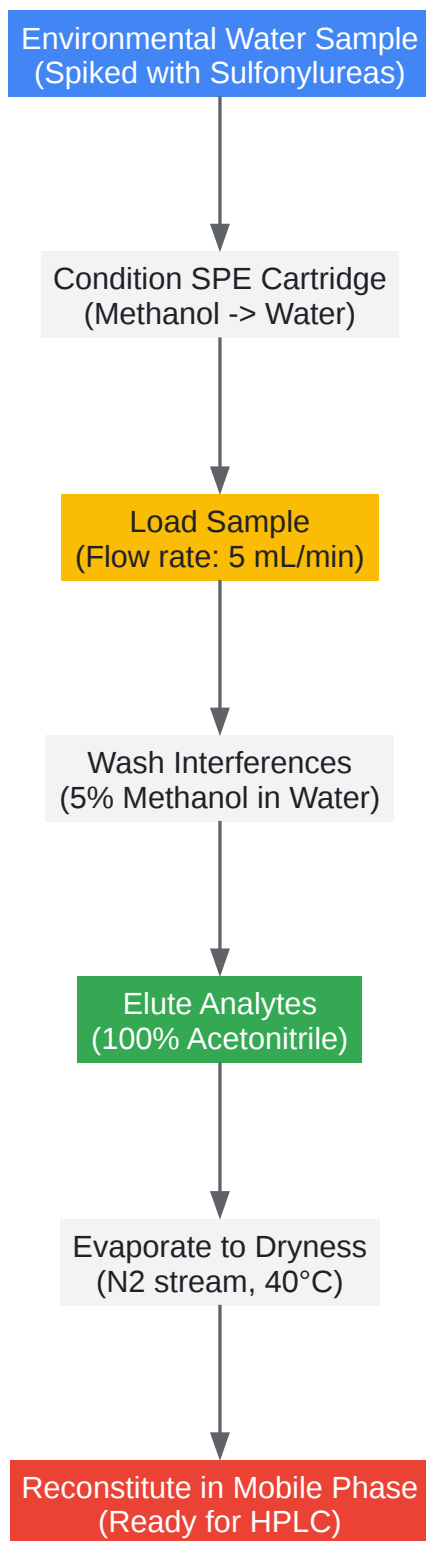 Environmental Water Sample
(Spiked with Sulfonylureas)
Condition SPE Cartridge
(Methanol -> Water)
Load Sample
(Flow rate: 5 mL/min)
Wash Interferences
(5% Methanol in Water)
Elute Analytes
(100% Acetonitrile)
Evaporate to Dryness
(N2 stream, 40°C)
Reconstitute in Mobile Phase
(Ready for HPLC)